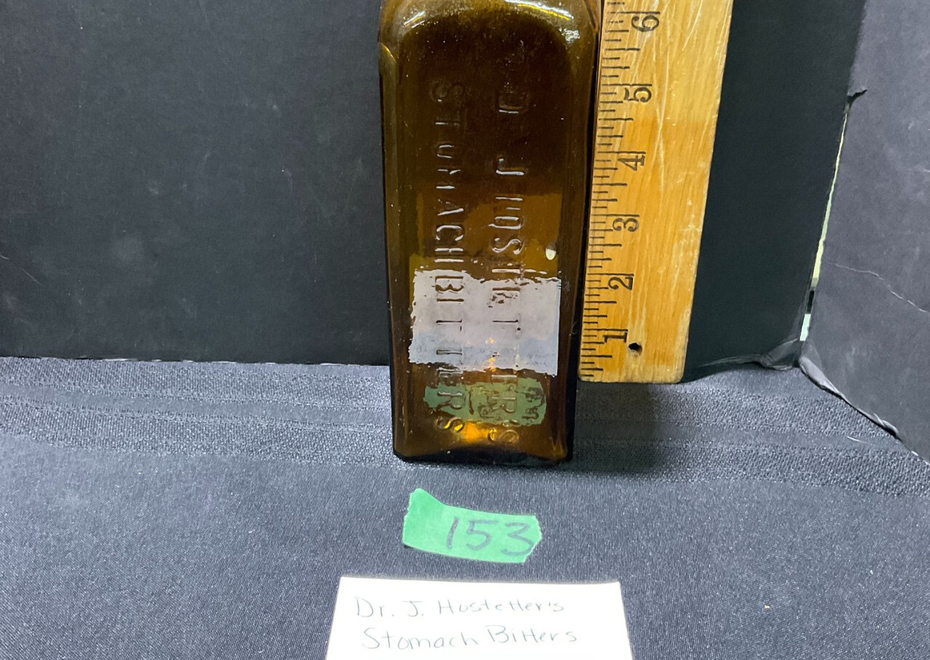 DR J. HOSTETTER'S
STOMACH BITTERS
6
5
4
3
2
1
153
Dr. J. Hostetter's
Stomach Bitters